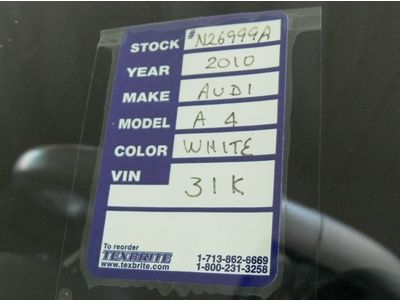 STOCK # N26999A
YEAR 2010
MAKE AUDI
MODEL A 4
COLOR WHITE
VIN 31K
To reorder
TEXBRITE 1-713-862-6669
www.texbrite.com 1-800-231-3258